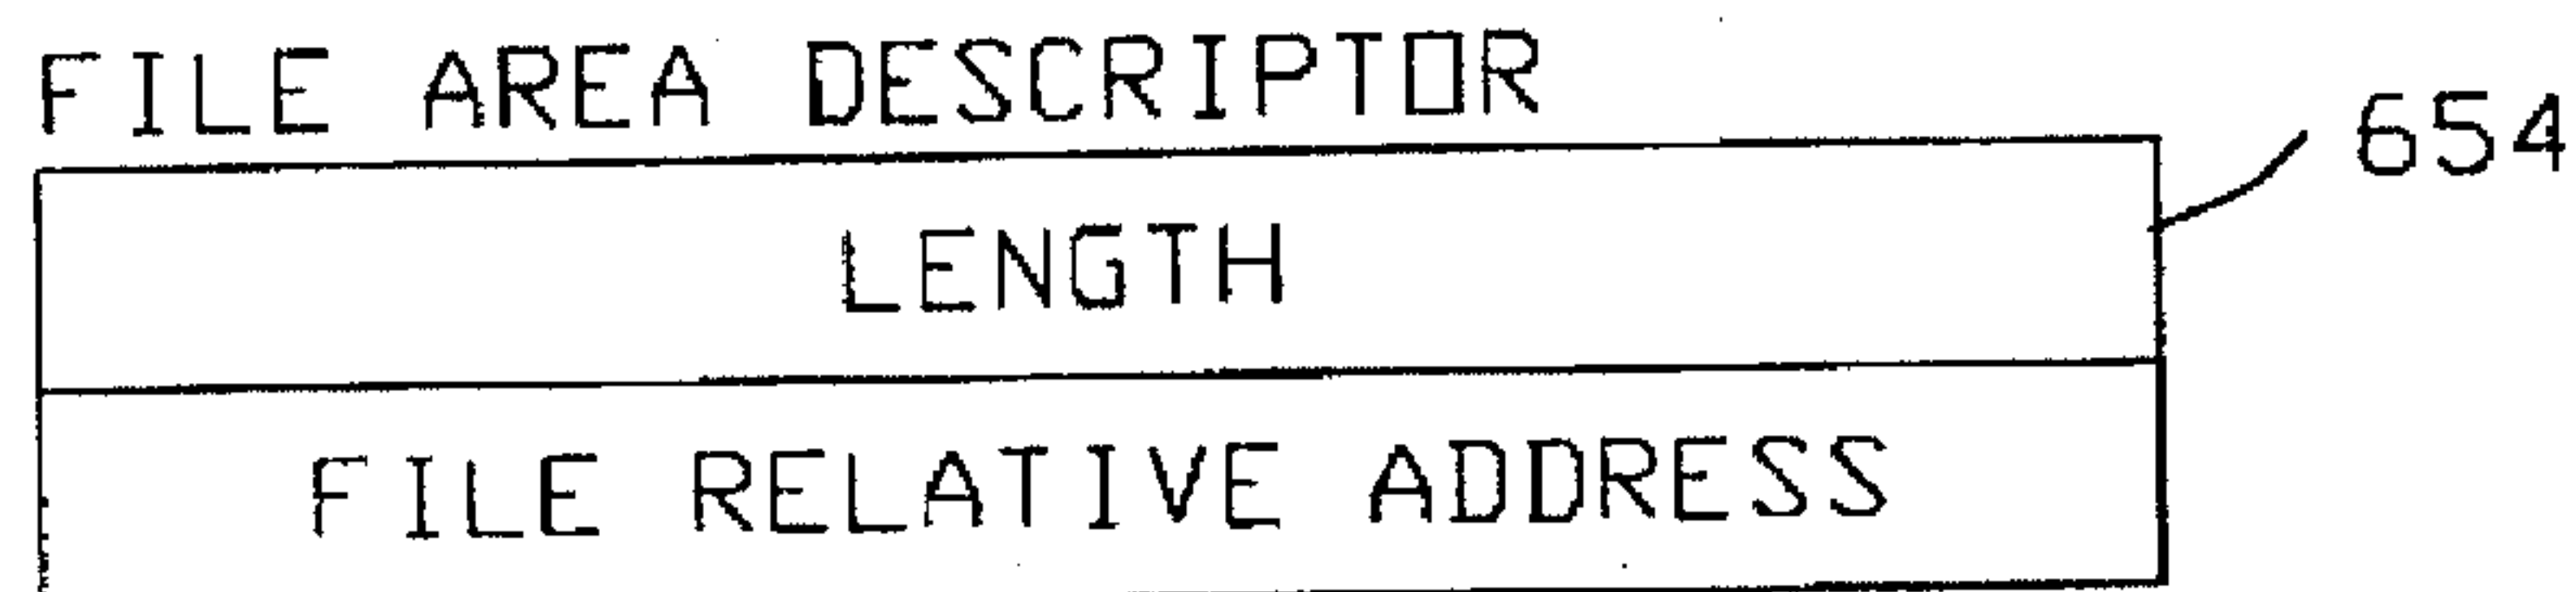 FILE AREA DESCRIPTOR
654
LENGTH
FILE RELATIVE ADDRESS